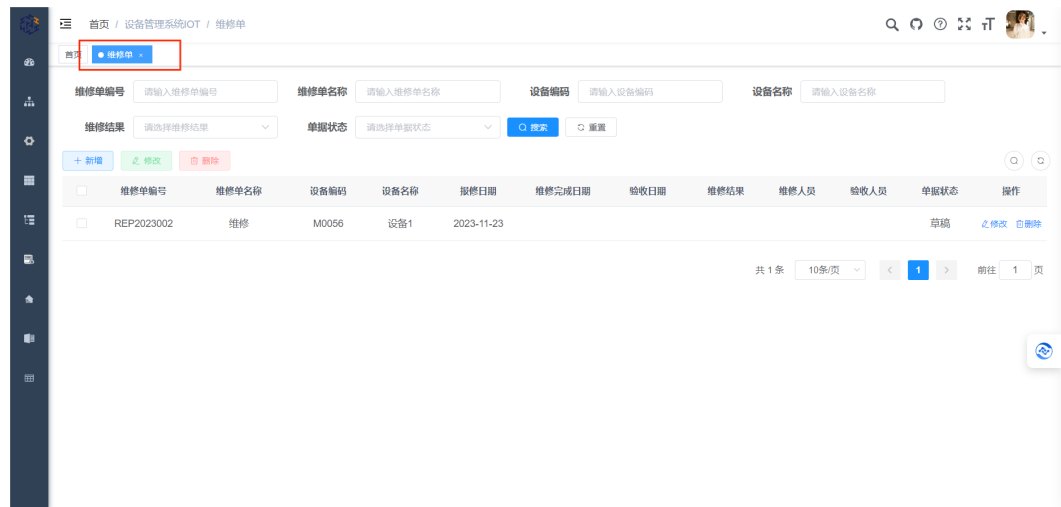 首页 / 设备管理系统IOT / 维修单
首页 维修单 ×
维修单编号 请输入维修单编号 维修单名称 请输入维修单名称 设备编码 请输入设备编码 设备名称 请输入设备名称
维修结果 请选择维修结果 单据状态 请选择单据状态 搜索 重置
+ 新增 修改 删除
维修单编号 维修单名称 设备编码 设备名称 报修日期 维修完成日期 验收日期 维修结果 维修人员 验收人员 单据状态 操作
REP2023002 维修 M0056 设备1 2023-11-23 草稿 修改 删除
共 1 条 10条/页 < 1 > 前往 1 页